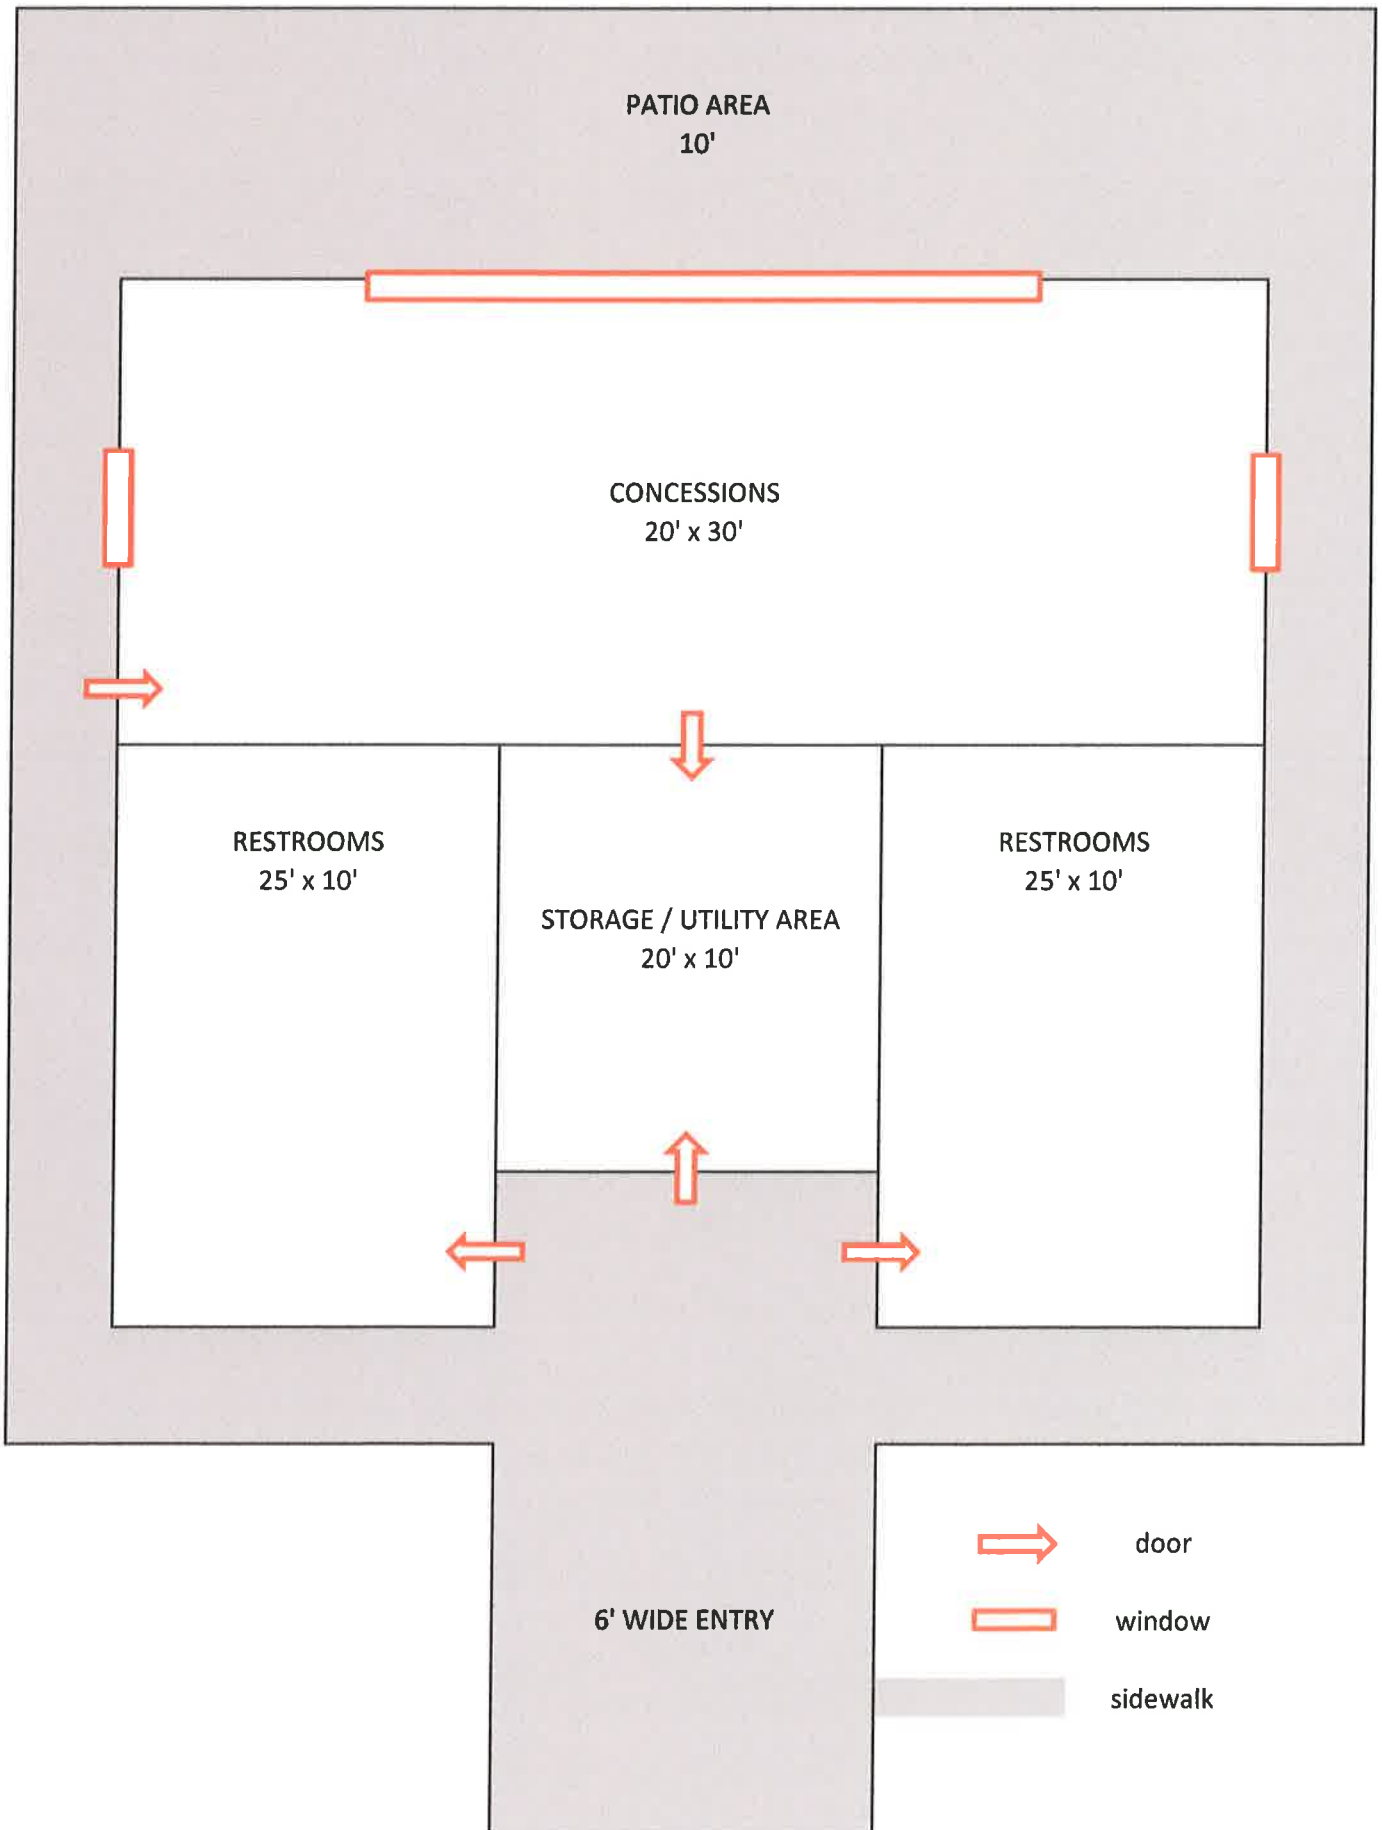 PATIO AREA
10'
CONCESSIONS
20' x 30'
RESTROOMS
25' x 10'
STORAGE / UTILITY AREA
20' x 10'
RESTROOMS
25' x 10'
6' WIDE ENTRY
door
window
sidewalk